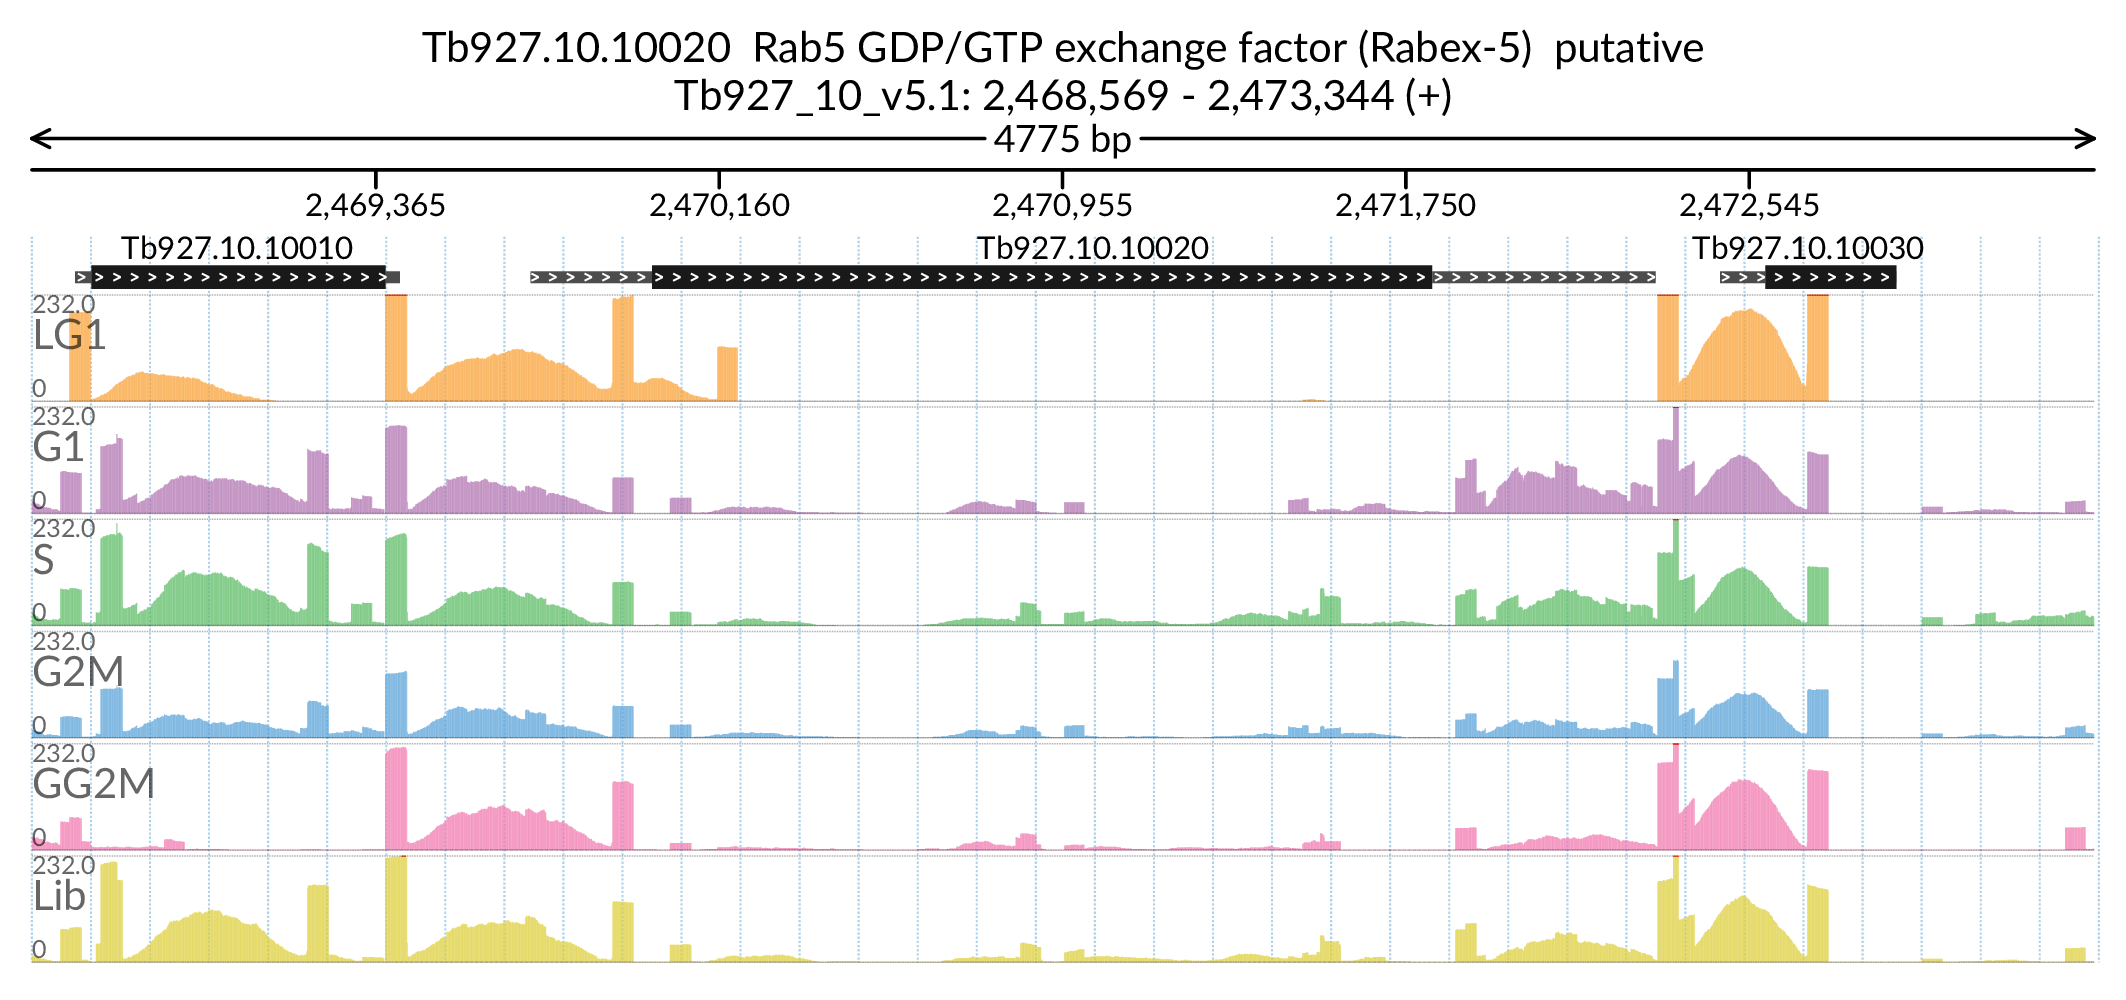 Tb927.10.10020 Rab5 GDP/GTP exchange factor (Rabex-5) putative
Tb927_10_v5.1: 2,468,569 - 2,473,344 (+)
4775 bp
2,469,365 2,470,160 2,470,955 2,471,750 2,472,545
Tb927.10.10010 Tb927.10.10020 Tb927.10.10030
232.0
LG1
0
232.0
G1
0
232.0
S
0
232.0
G2M
0
232.0
GG2M
0
232.0
Lib
0